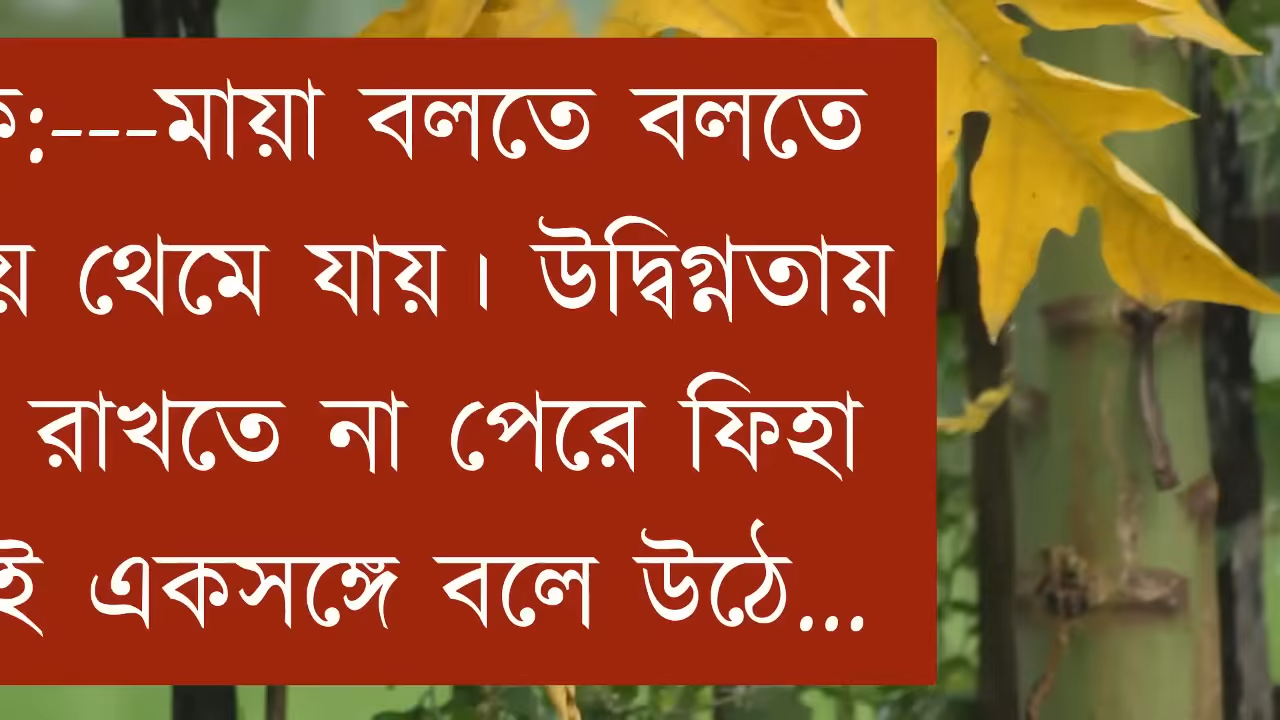 ক:---মায়া বলতে বলতে
য় থেমে যায়। উদ্বিগ্নতায়
রাখতে না পেরে ফিহা
ই একসঙ্গে বলে উঠে...